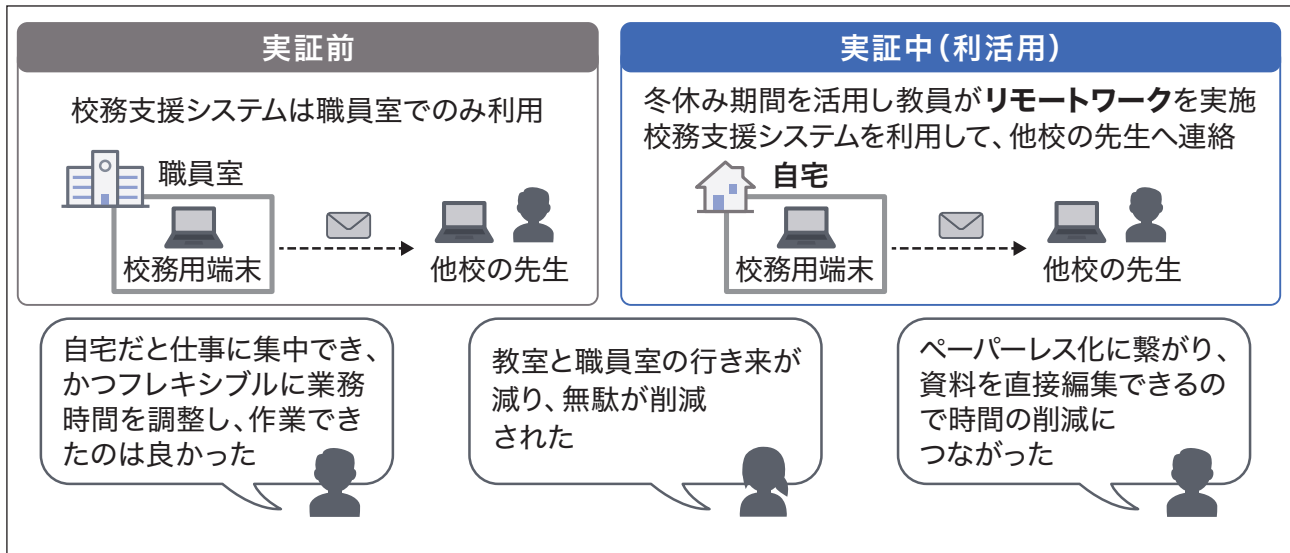 実証前
校務支援システムは職員室でのみ利用
職員室
校務用端末
他校の先生
実証中(利活用)
冬休み期間を活用し教員がリモートワークを実施
校務支援システムを利用して、他校の先生へ連絡
自宅
校務用端末
他校の先生
自宅だと仕事に集中でき、
かつフレキシブルに業務
時間を調整し、作業でき
たのは良かった
教室と職員室の行き来が
減り、無駄が削減
された
ペーパーレス化に繋がり、
資料を直接編集できるの
で時間の削減に
つながった